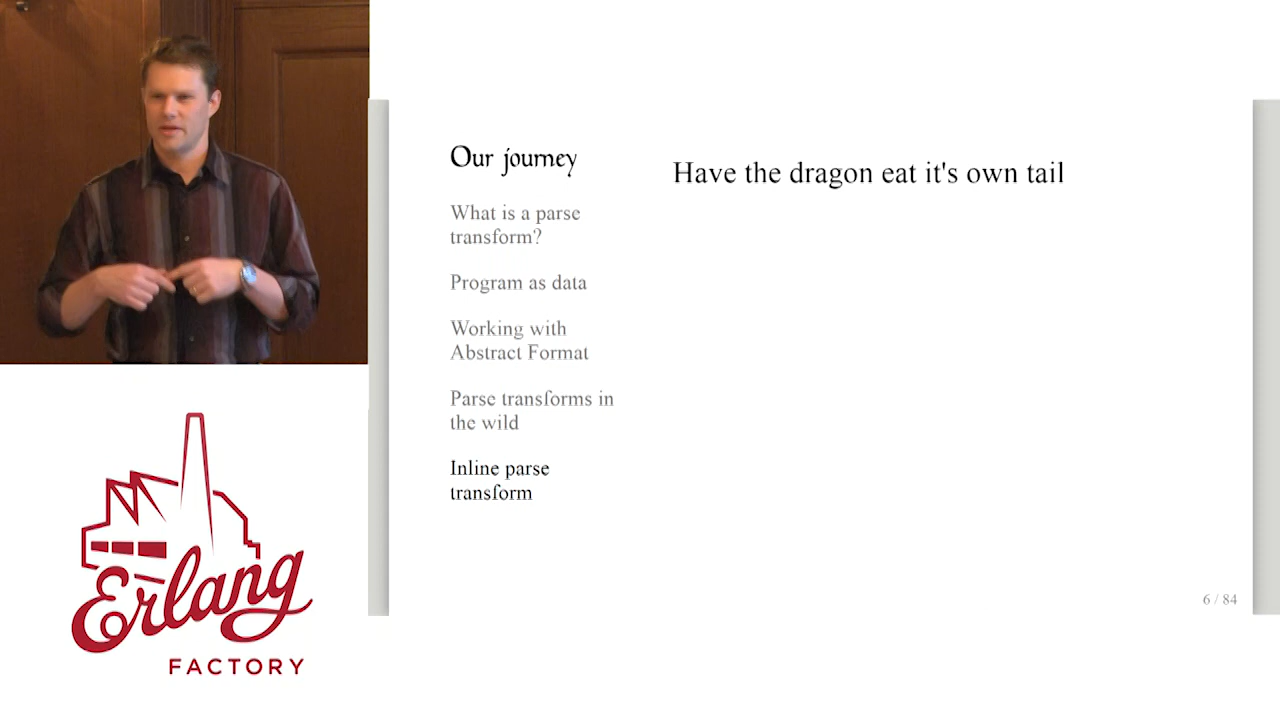 Our journey
What is a parse
transform?
Program as data
Working with
Abstract Format
Parse transforms in
the wild
Inline parse
transform
Have the dragon eat it's own tail
6 / 84
Erlang
FACTORY